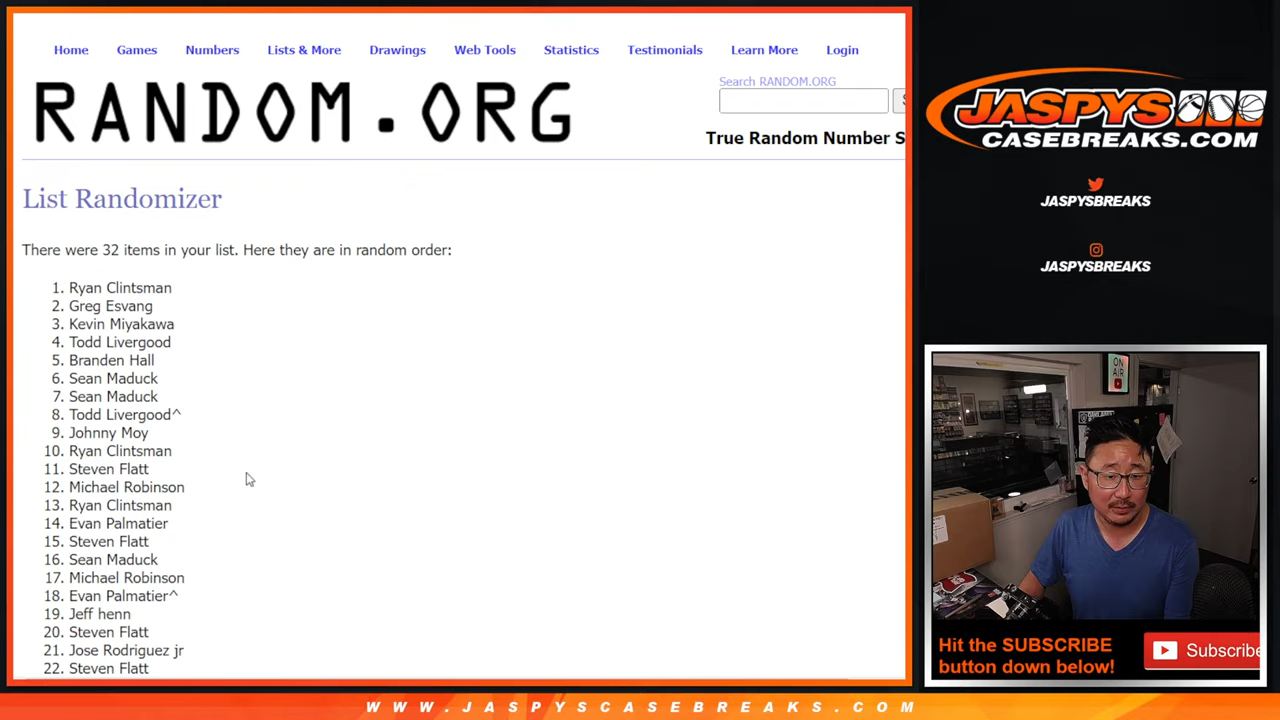 Home Games Numbers Lists & More Drawings Web Tools Statistics Testimonials Learn More Login
RANDOM.ORG
Search RANDOM.ORG
True Random Number S
List Randomizer
There were 32 items in your list. Here they are in random order:
1. Ryan Clintsman
2. Greg Esvang
3. Kevin Miyakawa
4. Todd Livergood
5. Branden Hall
6. Sean Maduck
7. Sean Maduck
8. Todd Livergood^
9. Johnny Moy
10. Ryan Clintsman
11. Steven Flatt
12. Michael Robinson
13. Ryan Clintsman
14. Evan Palmatier
15. Steven Flatt
16. Sean Maduck
17. Michael Robinson
18. Evan Palmatier^
19. Jeff henn
20. Steven Flatt
21. Jose Rodriguez jr
22. Steven Flatt
JASPYS
CASEBREAKS.COM
JASPYSBREAKS
JASPYSBREAKS
ON
AIR
Hit the SUBSCRIBE
button down below!
Subscribe
WWW.JASPYSCASEBREAKS.COM